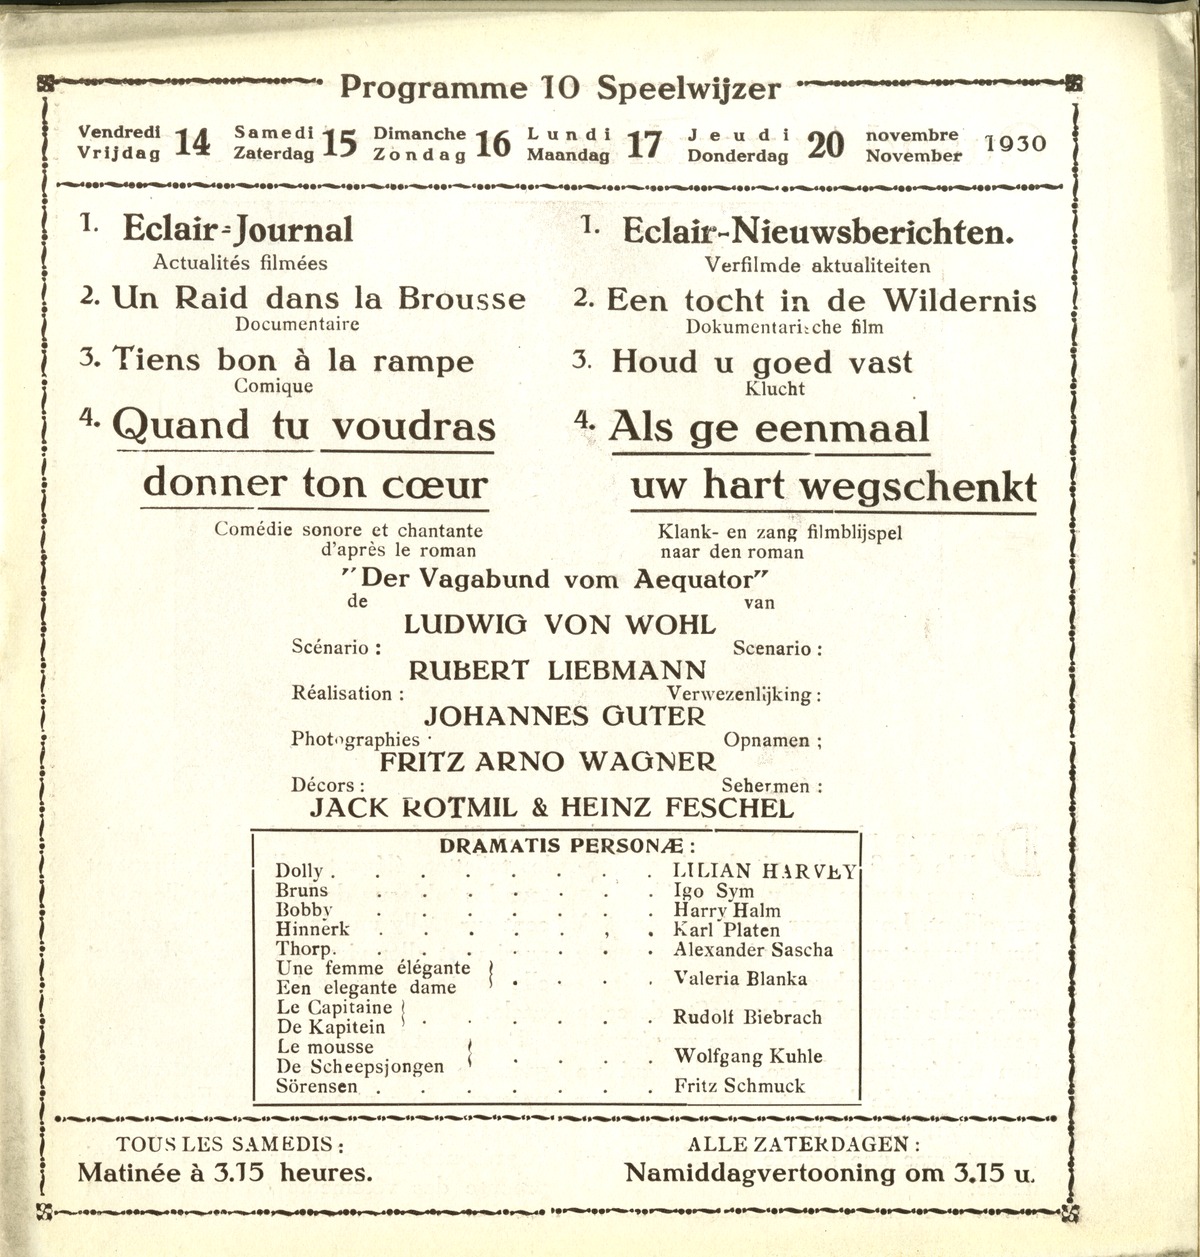 Programme 10 Speelwijzer
Vendredi Vrijdag 14 Samedi Zaterdag 15 Dimanche Zondag 16 Lundi Maandag 17 Jeudi Donderdag 20 novembre November 1930
1. Eclair-Journal
Actualités filmées
2. Un Raid dans la Brousse
Documentaire
3. Tiens bon à la rampe
Comique
4. Quand tu voudras
donner ton cœur
Comédie sonore et chantante
d'après le roman
1. Eclair-Nieuwsberichten.
Verfilmde aktualiteiten
2. Een tocht in de Wildernis
Dokumentarische film
3. Houd u goed vast
Klucht
4. Als ge eenmaal
uw hart wegschenkt
Klank- en zang filmblijspel
naar den roman
"Der Vagabund vom Aequator"
de van
LUDWIG VON WOHL
Scénario : Scenario :
RUBERT LIEBMANN
Réalisation : Verwezenlijking :
JOHANNES GUTER
Photographies : Opnamen ;
FRITZ ARNO WAGNER
Décors : Sehermen :
JACK ROTMIL & HEINZ FESCHEL
DRAMATIS PERSONÆ :
Dolly . . . . . . . . LILIAN HARVEY
Bruns . . . . . . . Igo Sym
Bobby . . . . . . . Harry Halm
Hinnerk . . . . . , . Karl Platen
Thorp. . . . . . . . Alexander Sascha
Une femme élégante
Een elegante dame } . . . . Valeria Blanka
Le Capitaine
De Kapitein } . . . . . . Rudolf Biebrach
Le mousse
De Scheepsjongen { . . . . Wolfgang Kuhle
Sörensen . . . . . . . Fritz Schmuck
TOUS LES SAMEDIS :
Matinée à 3.15 heures.
ALLE ZATERDAGEN :
Namiddagvertooning om 3.15 u.